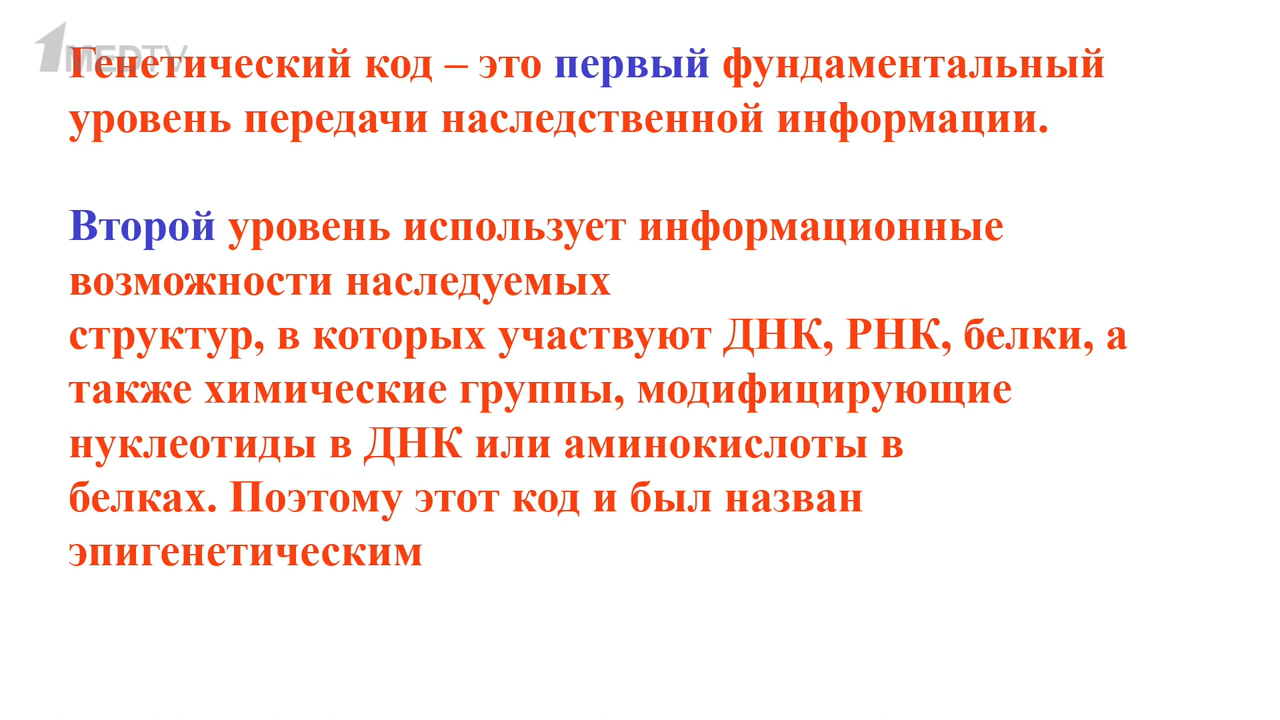 1MEDTV
Генетический код – это первый фундаментальный
уровень передачи наследственной информации.
Второй уровень использует информационные
возможности наследуемых
структур, в которых участвуют ДНК, РНК, белки, а
также химические группы, модифицирующие
нуклеотиды в ДНК или аминокислоты в
белках. Поэтому этот код и был назван
эпигенетическим